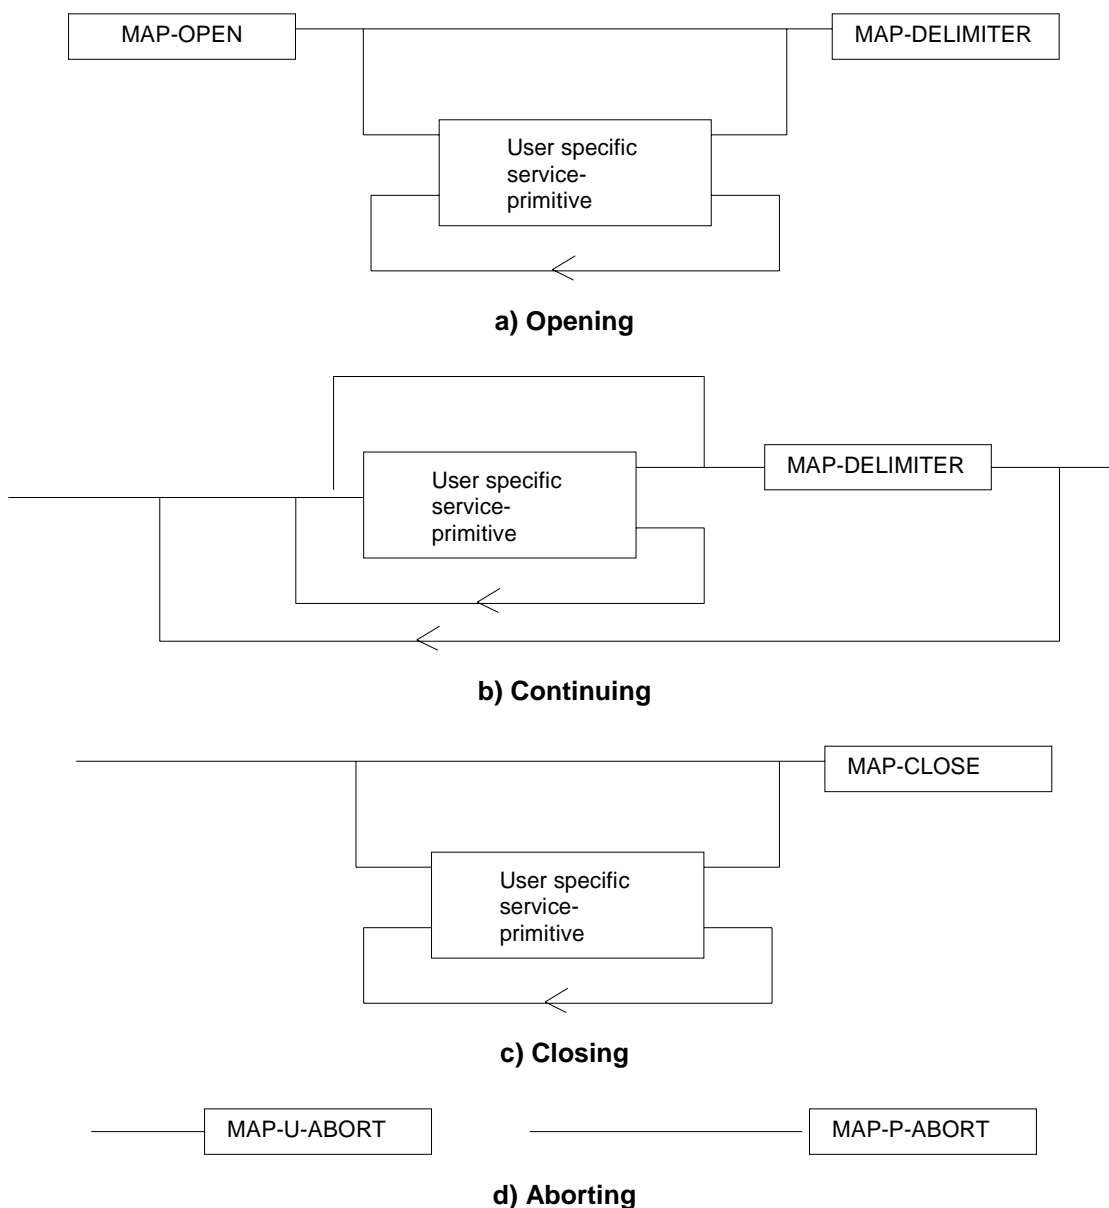 MAP-OPEN
MAP-DELIMITER
User specific
service-
primitive
a) Opening
User specific
service-
primitive
MAP-DELIMITER
b) Continuing
MAP-CLOSE
User specific
service-
primitive
c) Closing
MAP-U-ABORT
MAP-P-ABORT
d) Aborting